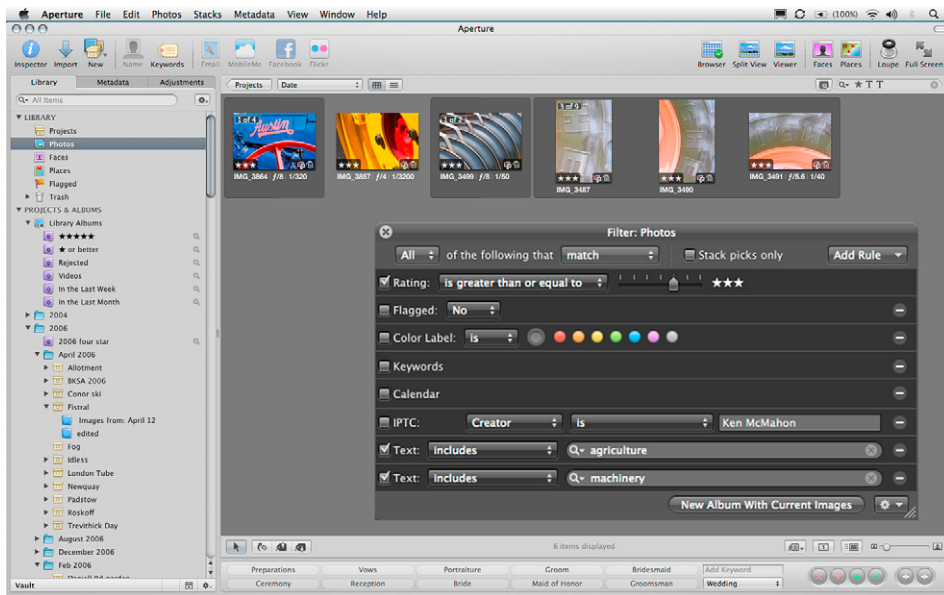 Aperture File Edit Photos Stacks Metadata View Window Help (100%)
Aperture
Inspector Import New Name Keywords Email MobileMe Facebook Flickr Browser Split View Viewer Faces Places Loupe Full Screen
Library Metadata Adjustments
Projects Date
All Items
LIBRARY
Projects
Photos
Faces
Places
Flagged
Trash
PROJECTS & ALBUMS
Library Albums
★★★★★
★ or better
Rejected
Videos
In the Last Week
In the Last Month
2004
2006
2006 four star
April 2006
Allotment
BKSA 2006
Conor ski
Fistral
Images from: April 12
edited
Fog
Idless
London Tube
Newquay
Padstow
Roskoff
Trevithick Day
August 2006
December 2006
Feb 2006
Vault
★ T T
3 of 4
Austin
2 of 2
3 of 9
IMG_3864 f/8 1/320
IMG_3857 f/4 1/3200
IMG_3499 f/8 1/50
IMG_3487
IMG_3490
IMG_3491 f/5.6 1/40
Filter: Photos
All of the following that match Stack picks only Add Rule
Rating: is greater than or equal to ★★★
Flagged: No
Color Label: is
Keywords
Calendar
IPTC: Creator is Ken McMahon
Text: includes agriculture
Text: includes machinery
New Album With Current Images
6 items displayed
Preparations Vows Portraiture Groom Bridesmaid Add Keyword
Ceremony Reception Bride Maid of Honor Groomsman Wedding